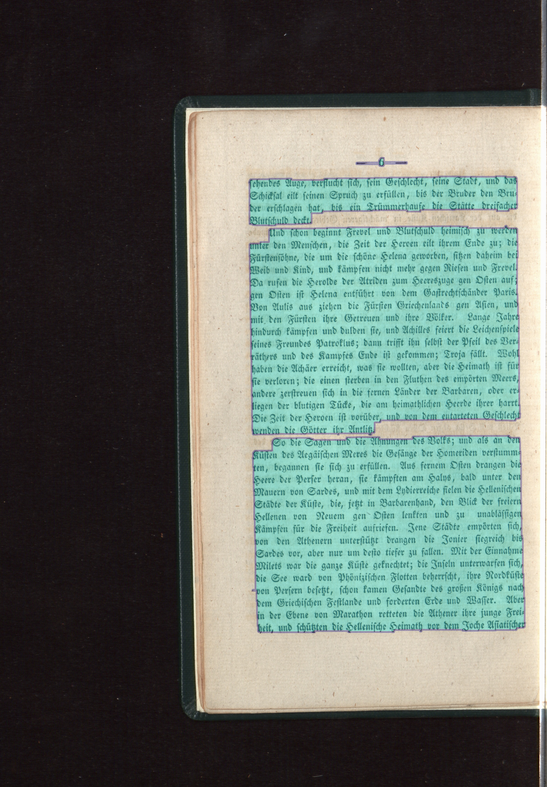 6
sehendes Auge, verflucht sich, sein Geschlecht, seine Stadt, und das
Schicksal eilt seinen Spruch zu erfüllen, bis der Bruder den Bru-
der erschlagen hat, bis ein Trümmerhaufe die Stätte dreifacher
Blutschuld deckt.
Und schon beginnt Frevel und Blutschuld heimisch zu werden
unter den Menschen, die Zeit der Heroen eilt ihrem Ende zu; die
Fürstensöhne, die um die schöne Helena geworben, sitzen daheim bei
Weib und Kind, und kämpfen nicht mehr gegen Riesen und Frevel.
Da rufen die Herolde der Atriden zum Heereszuge gen Osten auf;
gen Osten ist Helena entführt von dem Gastrechtschänder Paris.
Von Aulis aus ziehen die Fürsten Griechenlands gen Asien, und
mit den Fürsten ihre Getreuen und ihre Völker. Lange Jahre
hindurch kämpfen und dulden sie, und Achilles feiert die Leichenspiele
seines Freundes Patroklus; dann trifft ihn selbst der Pfeil des Ver-
räthers und des Kampfes Ende ist gekommen; Troja fällt. Wohl
haben die Achäer erreicht, was sie wollten, aber die Heimath ist für
sie verloren; die einen sterben in den Fluthen des empörten Meers,
andere zerstreuen sich in die fernen Länder der Barbaren, oder er-
liegen der blutigen Tücke, die am heimathlichen Heerde ihrer harrt.
Die Zeit der Heroen ist vorüber, und von dem entarteten Geschlecht
wenden die Götter ihr Antlitz.
So die Sagen und die Ahnungen des Volks; und als an den
Küsten des Aegäischen Meres die Gesänge der Homeriden verstumm-
ten, begannen sie sich zu erfüllen. Aus fernem Osten drangen die
Heere der Perser heran, sie kämpften am Halys, bald unter den
Mauern von Sardes, und mit dem Lydierreich fielen die Hellenischen
Städte der Küste, die, jetzt in Barbarenhand, den Blick der freien
Hellenen von Neuem gen Osten lenkten und zu unablässigen
Kämpfen für die Freiheit aufriefen. Jene Städte empörten sich,
von den Athenern unterstützt drangen die Jonier siegreich bis
Sardes vor, aber nur um desto tiefer zu fallen. Mit der Einnahme
Milets war die ganze Küste geknechtet; die Inseln unterwarfen sich,
die See ward von Phönizischen Flotten beherrscht, ihre Nordküste
von Persern besetzt, schon kamen Gesandte des großen Königs nach
dem Griechischen Festlande und forderten Erde und Wasser. Aber
in der Ebene von Marathon retteten die Athener ihre junge Frei-
heit, und schützten die Hellenische Heimath vor dem Joche Asiatischer